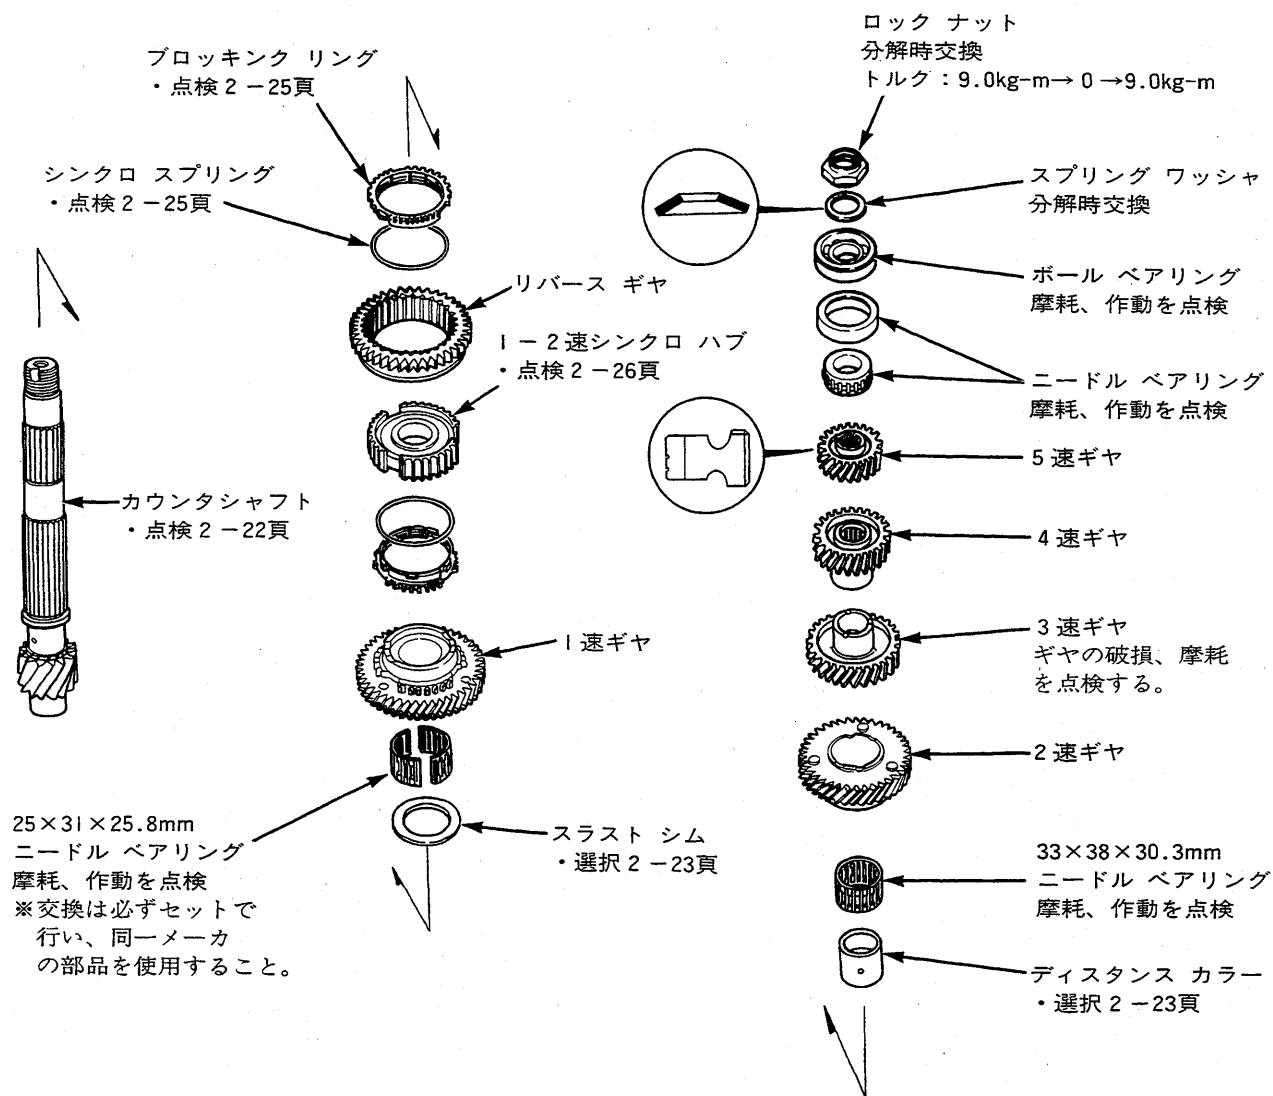 ブロッキンク リング
・点検2－25頁
シンクロ スプリング
・点検2－25頁
リバース ギヤ
1－2速シンクロ ハブ
・点検2－26頁
カウンタシャフト
・点検2－22頁
1速ギヤ
25×31×25.8mm
ニードル ベアリング
摩耗、作動を点検
※交換は必ずセットで
行い、同一メーカ
の部品を使用すること。
スラスト シム
・選択2－23頁
ロック ナット
分解時交換
トルク：9.0kg-m→0→9.0kg-m
スプリング ワッシャ
分解時交換
ボール ベアリング
摩耗、作動を点検
ニードル ベアリング
摩耗、作動を点検
5速ギヤ
4速ギヤ
3速ギヤ
ギヤの破損、摩耗
を点検する。
2速ギヤ
33×38×30.3mm
ニードル ベアリング
摩耗、作動を点検
ディスタンス カラー
・選択2－23頁